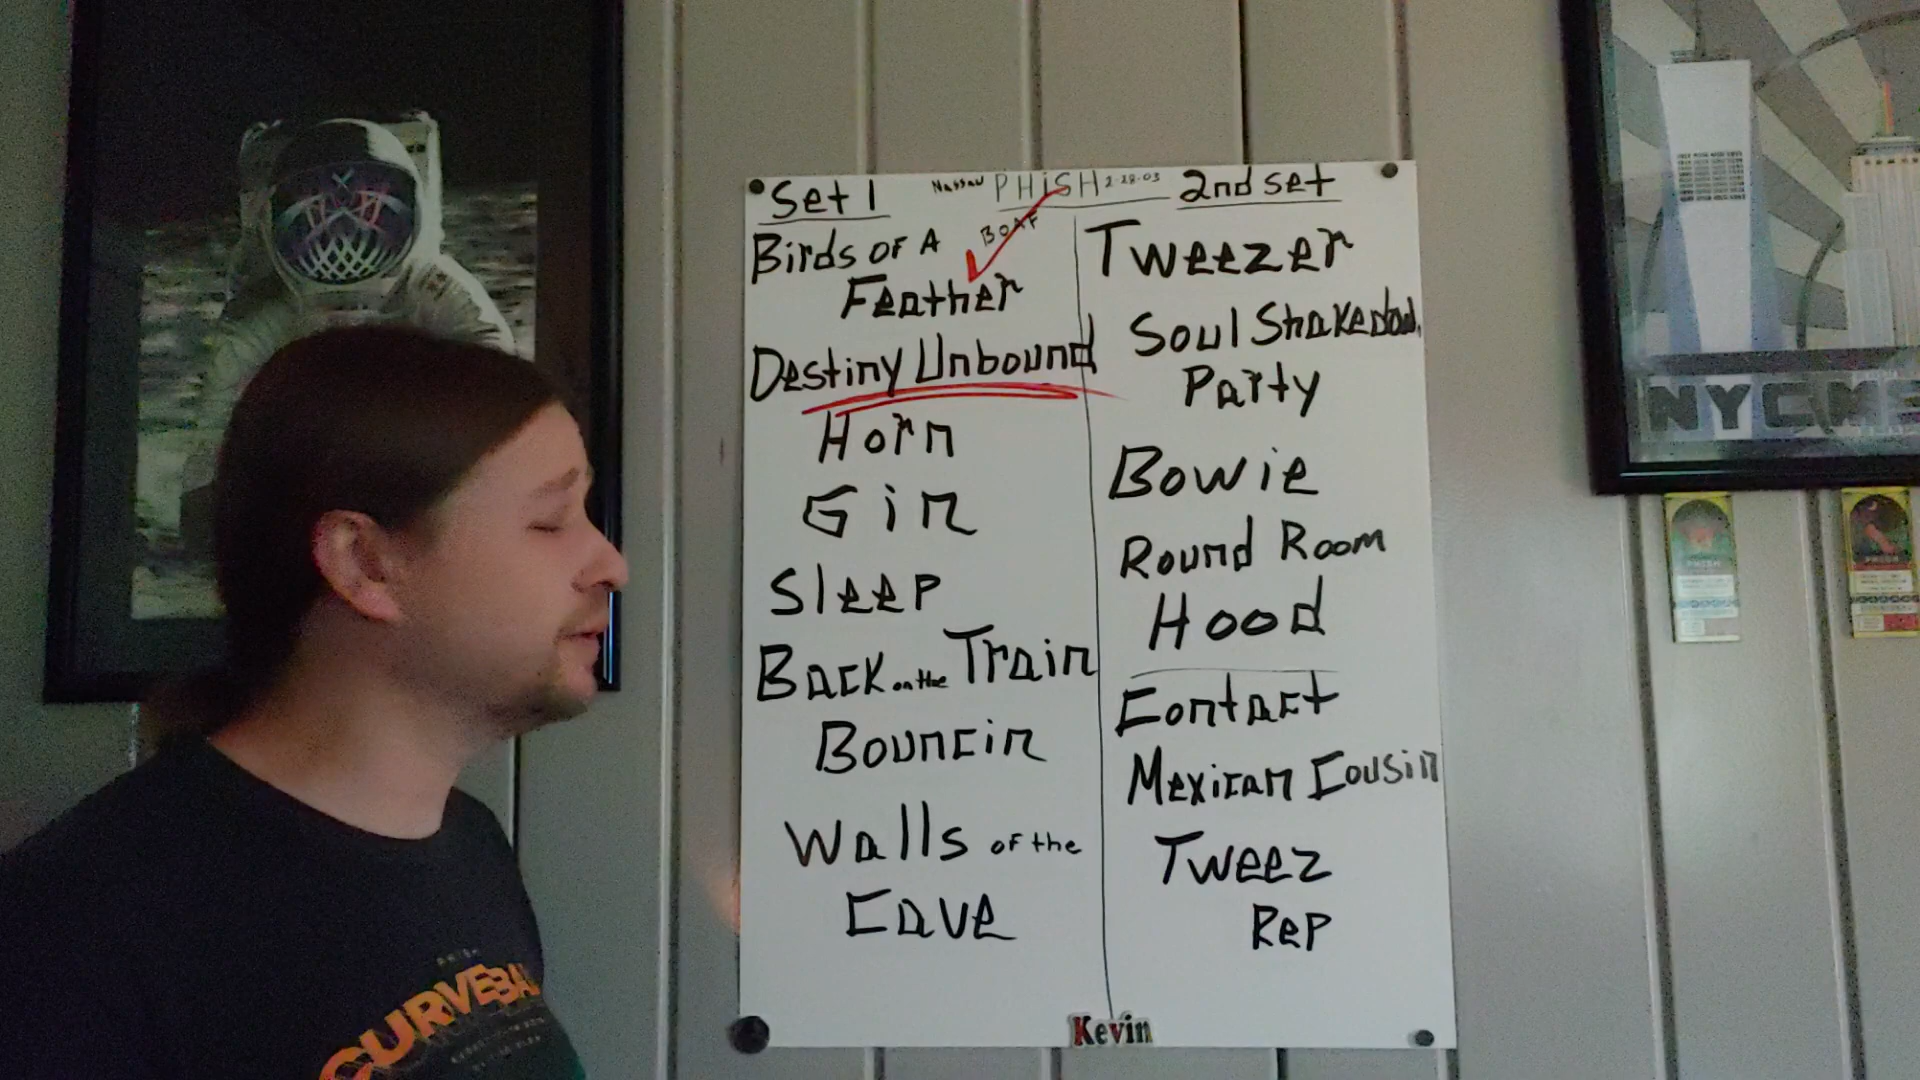 Set 1
Nassau PHiSH 2-28-03
2nd set
Birds of A
BOAF
Feather
Destiny Unbound
Horn
Gin
Sleep
Back on the Train
Bouncin
Walls of the
Cave
Tweezer
Soul Shakedown
Party
Bowie
Round Room
Hood
Contact
Mexican Cousin
Tweez
Rep
Kevin
PHISH
CURVEBA
NYC